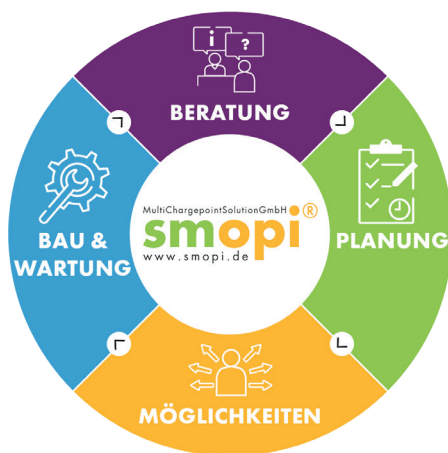 i ?
BERATUNG
PLANUNG
MÖGLICHKEITEN
BAU &
WARTUNG
MultiChargepointSolutionGmbH
smopi®
www.smopi.de